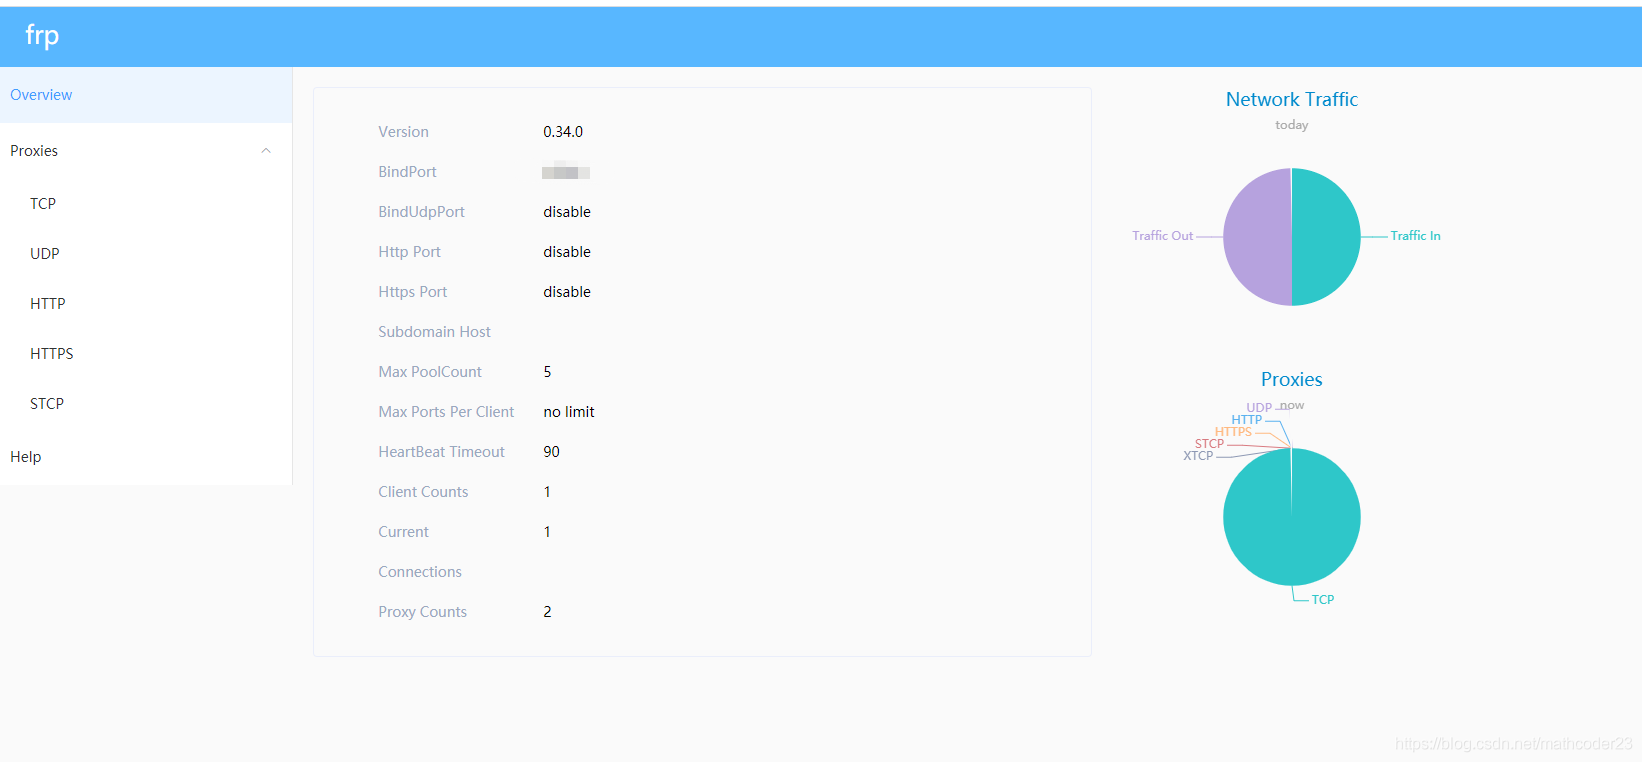 frp
Overview
Proxies
TCP
UDP
HTTP
HTTPS
STCP
Help
Version 0.34.0
BindPort
BindUdpPort disable
Http Port disable
Https Port disable
Subdomain Host
Max PoolCount 5
Max Ports Per Client no limit
HeartBeat Timeout 90
Client Counts 1
Current 1
Connections
Proxy Counts 2
Network Traffic
today
Traffic Out Traffic In
Proxies
now
UDP
HTTP
HTTPS
STCP
XTCP
TCP
https://blog.csdn.net/mathcoder23